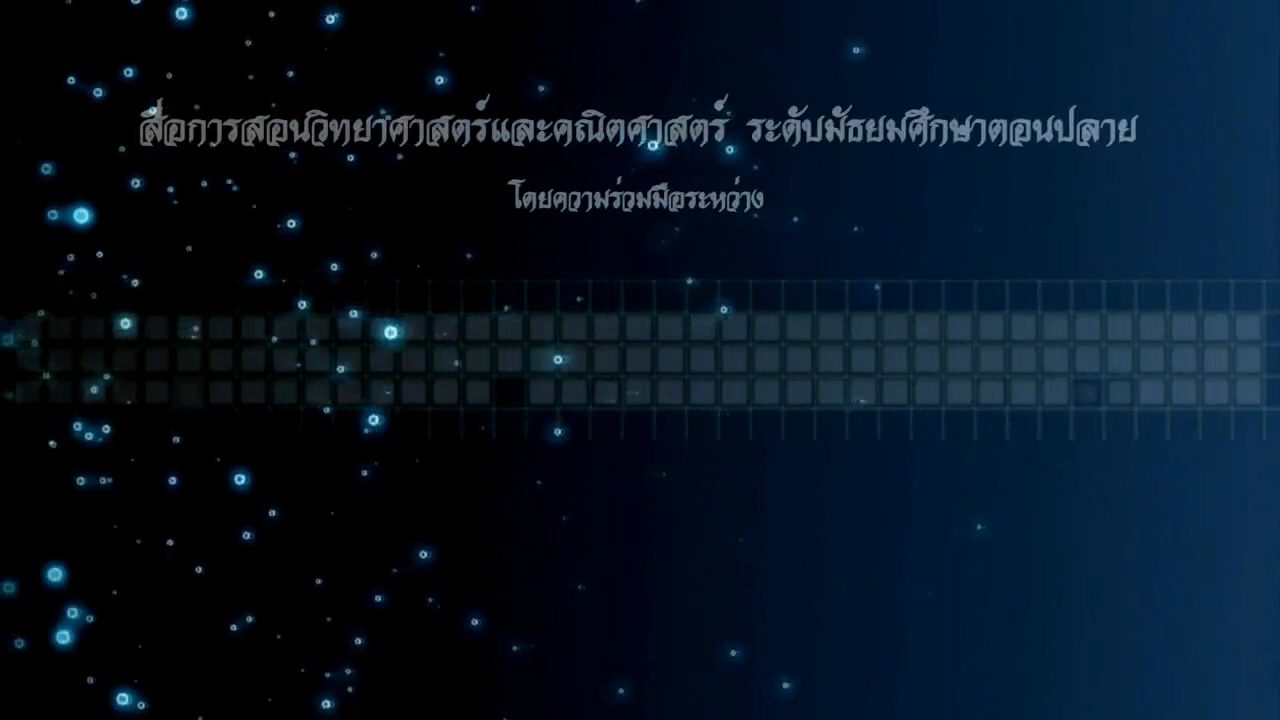 สื่อการสอนวิทยาศาสตร์และคณิตศาสตร์ ระดับมัธยมศึกษาตอนปลาย
โดยความร่วมมือระหว่าง